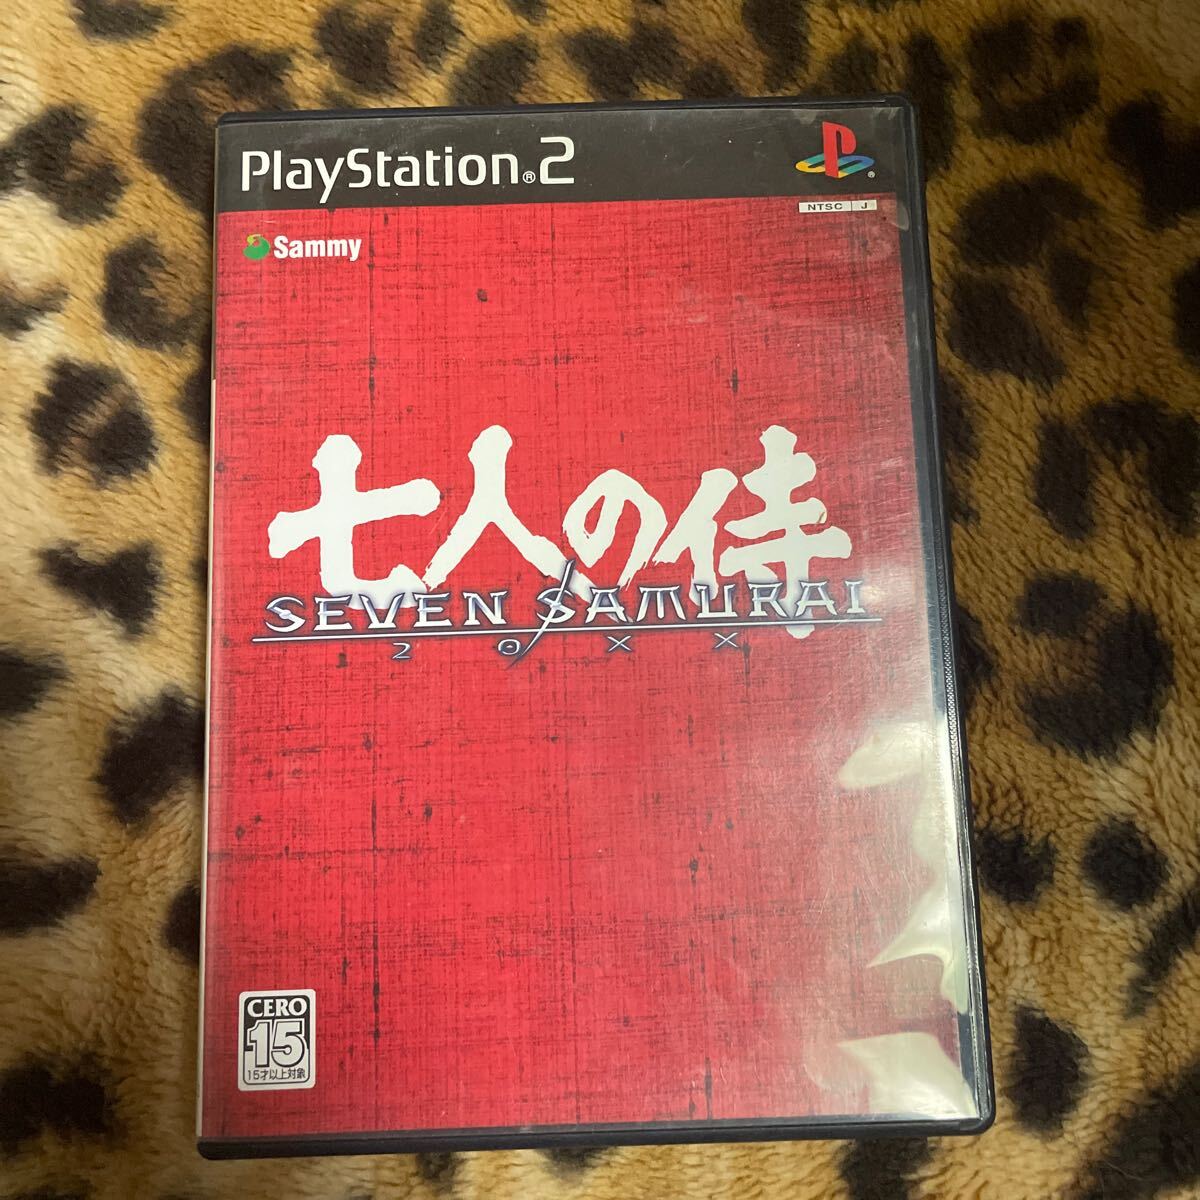 PlayStation®2
NTSC J
Sammy
七人の侍
SEVEN SAMURAI
20XX
CERO
15
15才以上対象